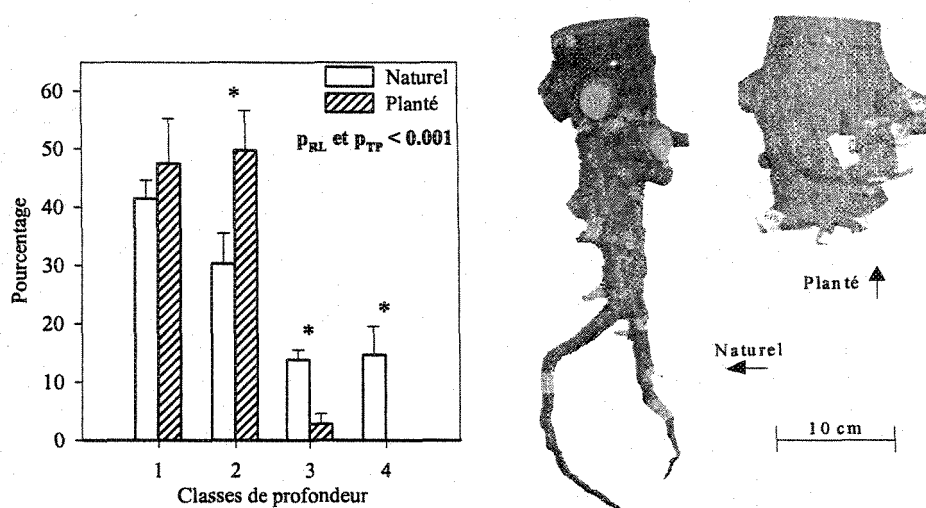 Naturel
Planté
p_RL et p_TP < 0.001
Pourcentage
60
50
40
30
20
10
0
*
*
*
1 2 3 4
Classes de profondeur
Planté
Naturel
10 cm